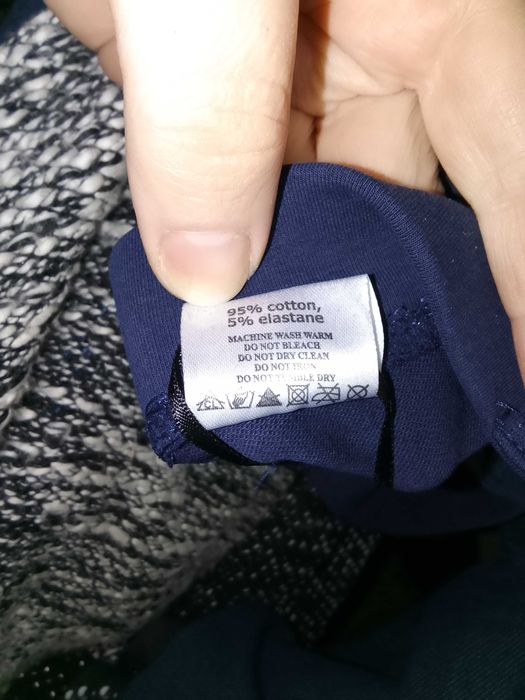 95% cotton,
5% elastane
MACHINE WASH WARM
DO NOT BLEACH
DO NOT DRY CLEAN
DO NOT IRON
DO NOT TUMBLE DRY